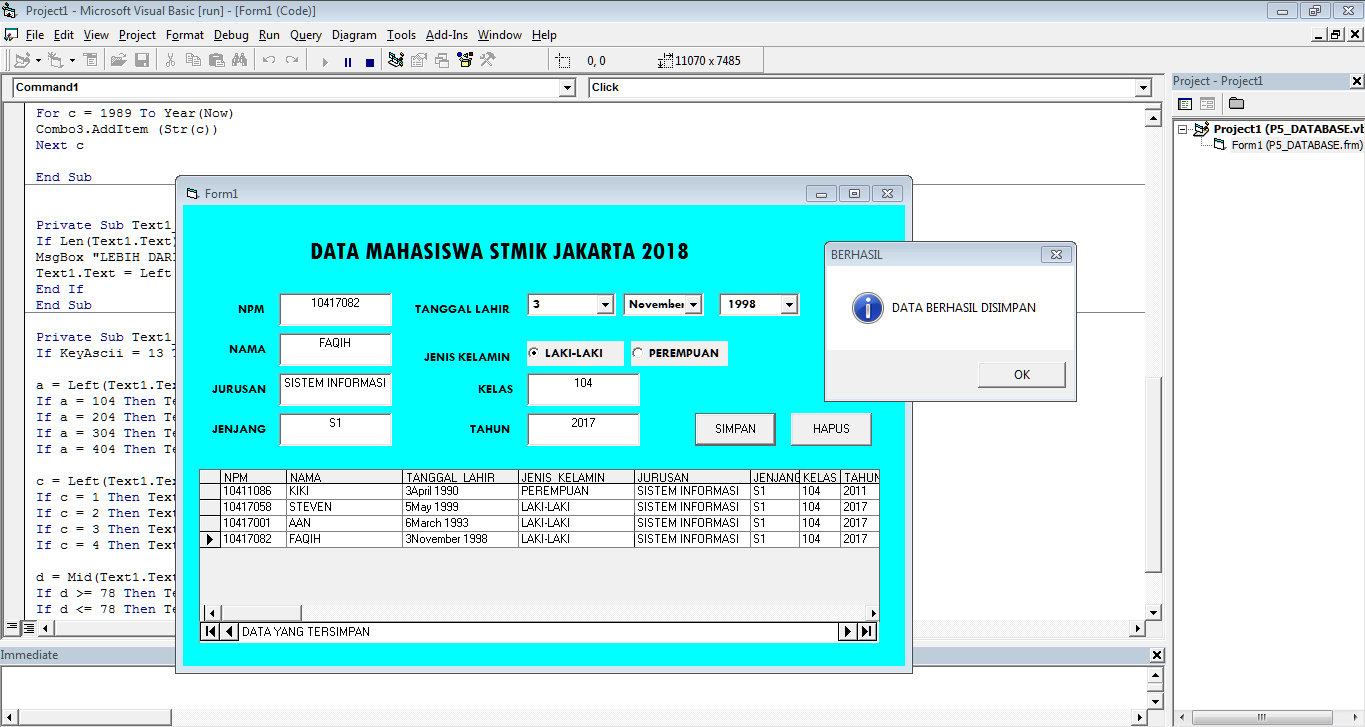 Project1 - Microsoft Visual Basic [run] - [Form1 (Code)]
File Edit View Project Format Debug Run Query Diagram Tools Add-Ins Window Help
0, 0 11070 x 7485
Command1 Click
For c = 1989 To Year(Now)
Combo3.AddItem (Str(c))
Next c
End Sub
Private Sub Text1
If Len(Text1.Text)
MsgBox "LEBIH DARI
Text1.Text = Left
End If
End Sub
Private Sub Text1
If KeyAscii = 13
a = Left(Text1.Tex
If a = 104 Then Te
If a = 204 Then Te
If a = 304 Then Te
If a = 404 Then Te
c = Left(Text1.Tex
If c = 1 Then Text
If c = 2 Then Text
If c = 3 Then Text
If c = 4 Then Text
d = Mid(Text1.Text
If d >= 78 Then Te
If d <= 78 Then Te
Immediate
Project - Project1
Project1 (P5_DATABASE.vb
Form1 (P5_DATABASE.frm)
Form1
DATA MAHASISWA STMIK JAKARTA 2018
NPM 10417082 TANGGAL LAHIR 3 November 1998
NAMA FAQIH JENIS KELAMIN LAKI-LAKI PEREMPUAN
JURUSAN SISTEM INFORMASI KELAS 104
JENJANG S1 TAHUN 2017 SIMPAN HAPUS
NPM NAMA TANGGAL_LAHIR JENIS_KELAMIN JURUSAN JENJANG KELAS TAHUN
10411086 KIKI 3April 1990 PEREMPUAN SISTEM INFORMASI S1 104 2011
10417058 STEVEN 5May 1999 LAKI-LAKI SISTEM INFORMASI S1 104 2017
10417001 AAN 6March 1993 LAKI-LAKI SISTEM INFORMASI S1 104 2017
10417082 FAQIH 3November 1998 LAKI-LAKI SISTEM INFORMASI S1 104 2017
DATA YANG TERSIMPAN
BERHASIL
DATA BERHASIL DISIMPAN
OK